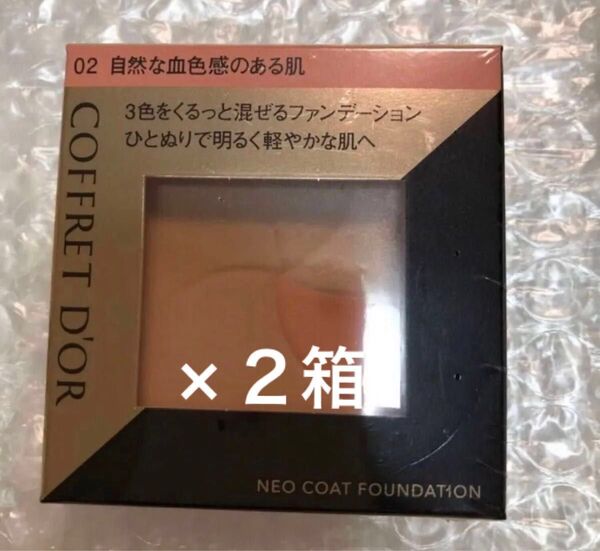 02 自然な血色感のある肌
3色をくるっと混ぜるファンデーション
ひとぬりで明るく軽やかな肌へ
COFFRET D'OR
×2箱
NEO COAT FOUNDATION